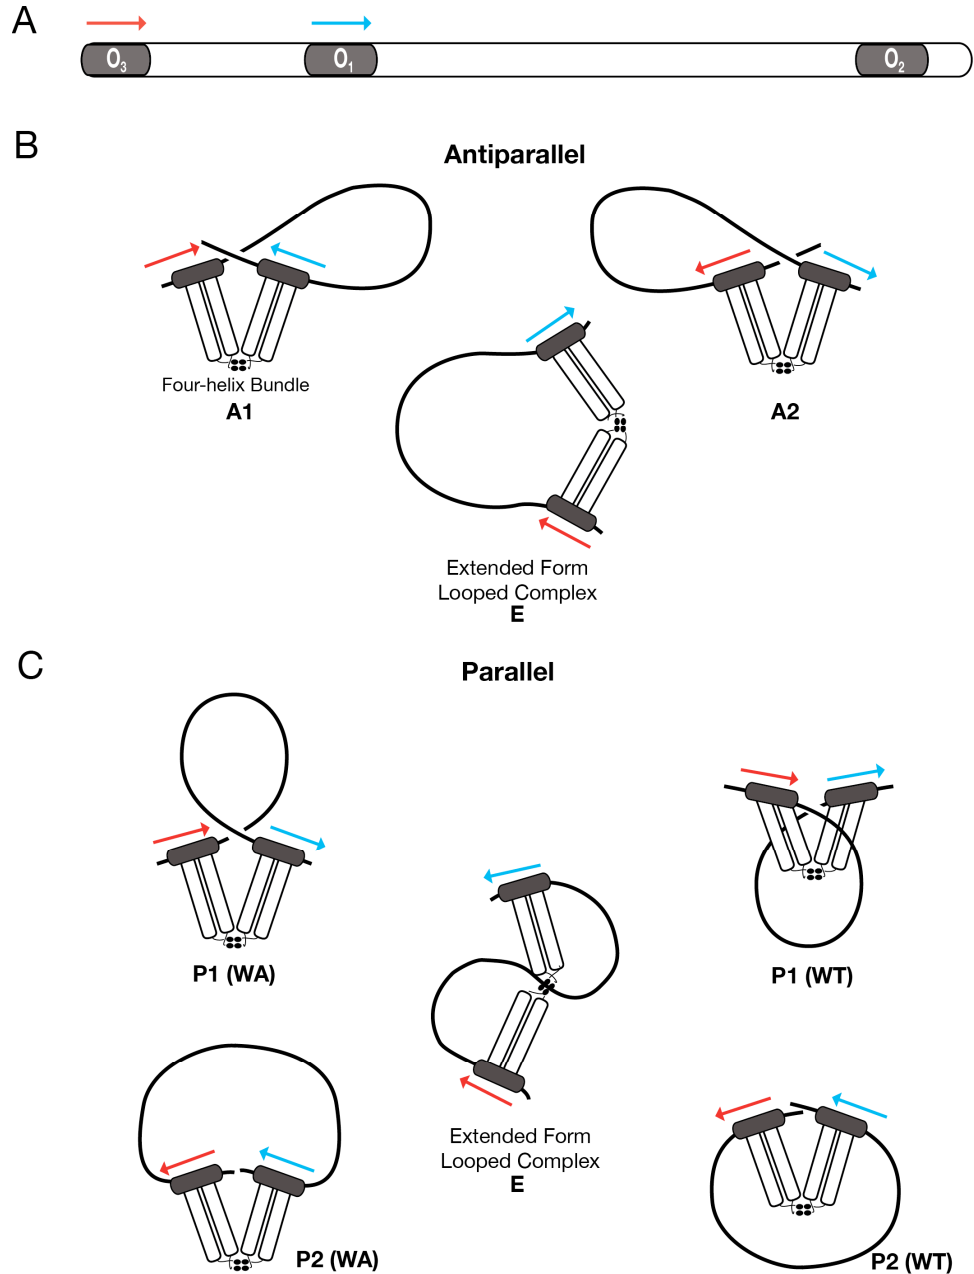 A
O₃ O₁ O₂
B
Antiparallel
Four-helix Bundle
A1
A2
Extended Form
Looped Complex
E
C
Parallel
P1 (WA)
P1 (WT)
Extended Form
Looped Complex
E
P2 (WA)
P2 (WT)